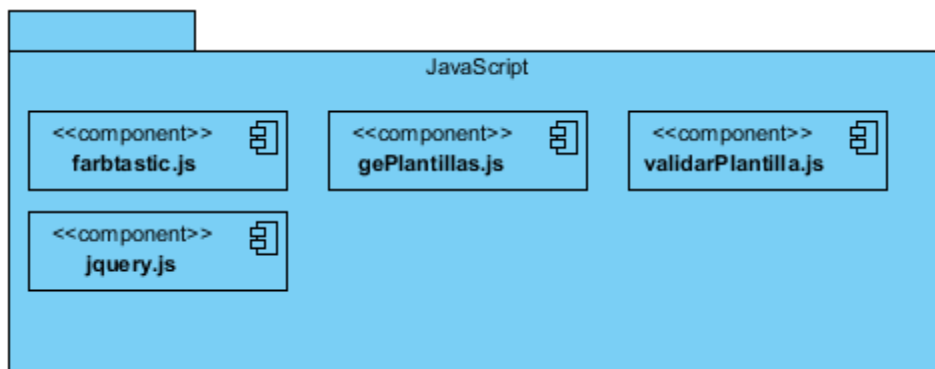 JavaScript
<<component>>
farbtastic.js
<<component>>
gePlantillas.js
<<component>>
validarPlantilla.js
<<component>>
jquery.js